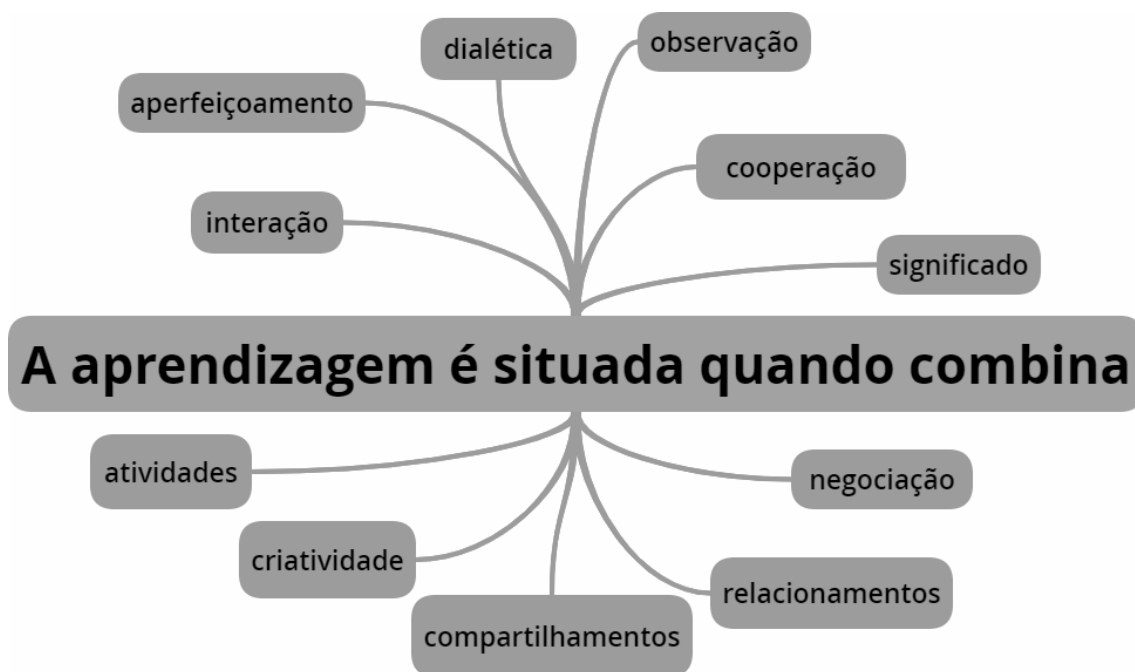 dialética
observação
aperfeiçoamento
cooperação
interação
significado
A aprendizagem é situada quando combina
atividades
negociação
criatividade
relacionamentos
compartilhamentos